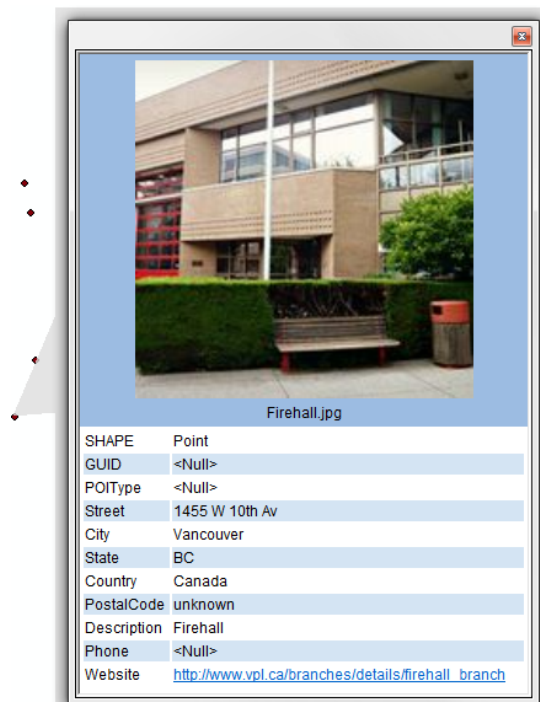 Firehall.jpg
SHAPE Point
GUID <Null>
POIType <Null>
Street 1455 W 10th Av
City Vancouver
State BC
Country Canada
PostalCode unknown
Description Firehall
Phone <Null>
Website http://www.vpl.ca/branches/details/firehall_branch